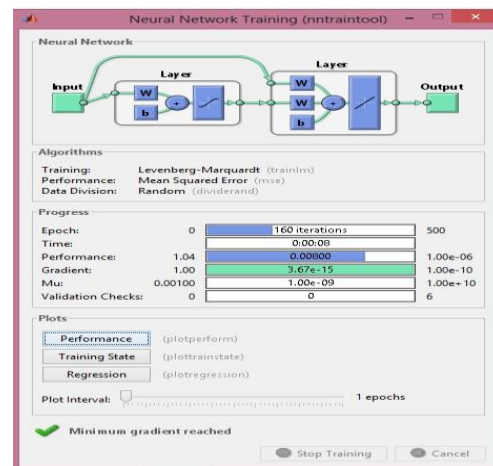 Neural Network Training (nntraintool)
Neural Network
Layer
Layer
Input
W
b
+
W
W
b
+
Output
Algorithms
Training: Levenberg-Marquardt (trainlm)
Performance: Mean Squared Error (mse)
Data Division: Random (dividerand)
Progress
Epoch: 0 160 iterations 500
Time: 0:00:08
Performance: 1.04 0.00800 1.00e-06
Gradient: 1.00 3.67e-15 1.00e-10
Mu: 0.00100 1.00e-09 1.00e+10
Validation Checks: 0 0 6
Plots
Performance (plotperform)
Training State (plottrainstate)
Regression (plotregression)
Plot Interval: 1 epochs
Minimum gradient reached
Stop Training Cancel